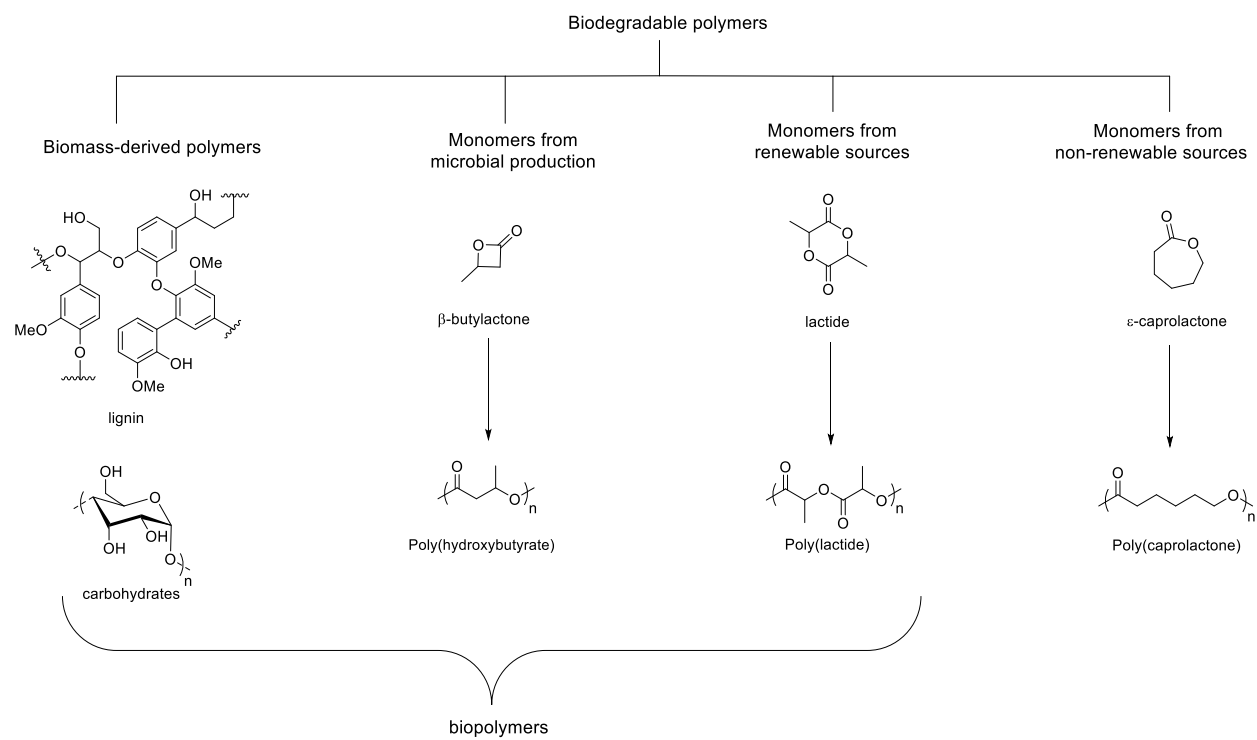 Biodegradable polymers
Biomass-derived polymers
Monomers from
microbial production
Monomers from
renewable sources
Monomers from
non-renewable sources
OH
HO
O
O
OMe
O
MeO
O
OH
OMe
lignin
O
O
β-butylactone
O
O
O
O
lactide
O
O
ε-caprolactone
OH
O
OH
OH
O
n
carbohydrates
O
O
n
Poly(hydroxybutyrate)
O
O
O
O
n
Poly(lactide)
O
O
n
Poly(caprolactone)
biopolymers